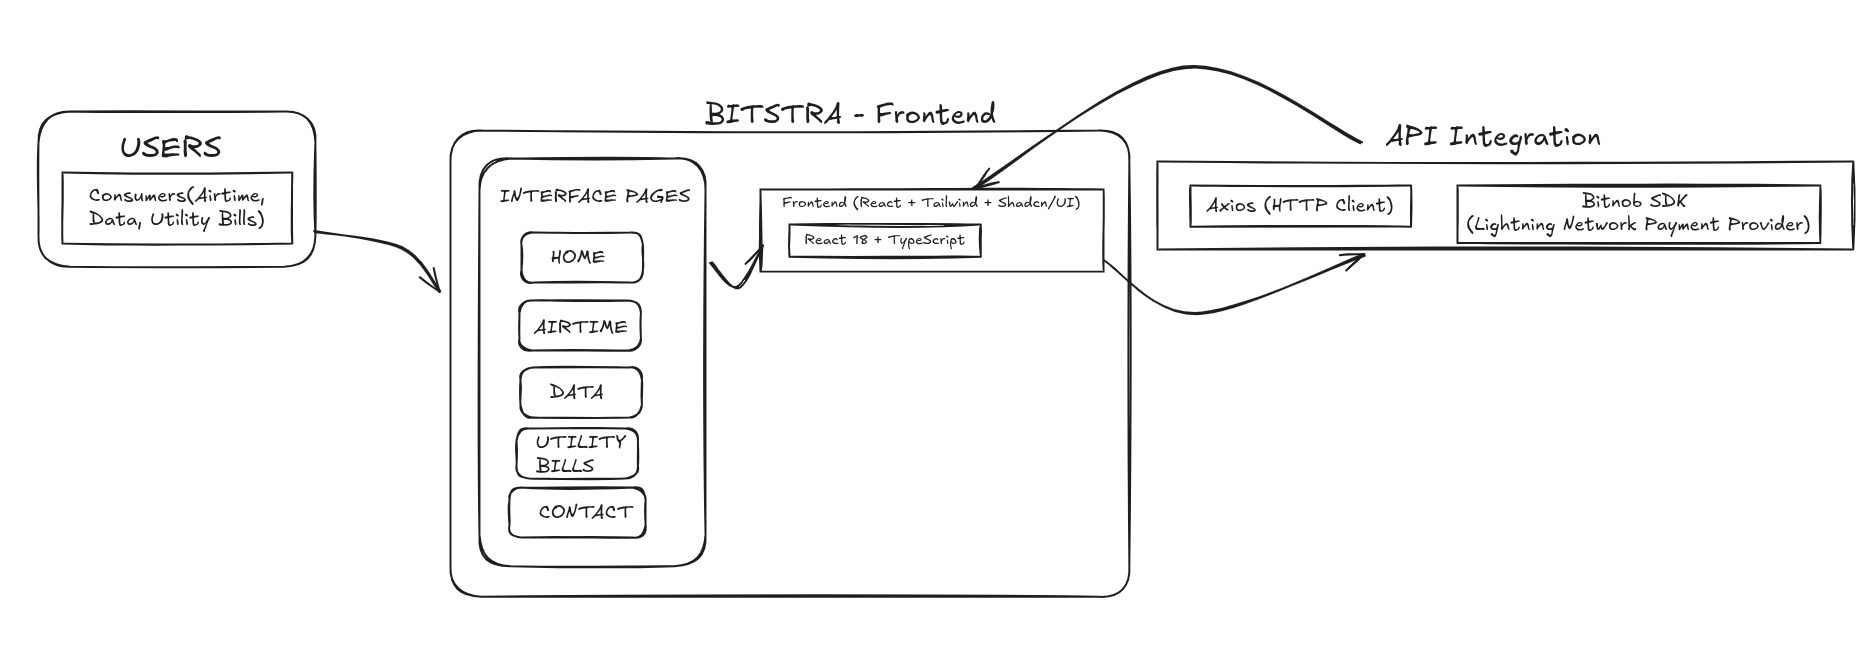 USERS
Consumers(Airtime,
Data, Utility Bills)
BITSTRA - Frontend
INTERFACE PAGES
HOME
AIRTIME
DATA
UTILITY
BILLS
CONTACT
Frontend (React + Tailwind + Shadcn/UI)
React 18 + TypeScript
API Integration
Axios (HTTP Client)
Bitnob SDK
(Lightning Network Payment Provider)